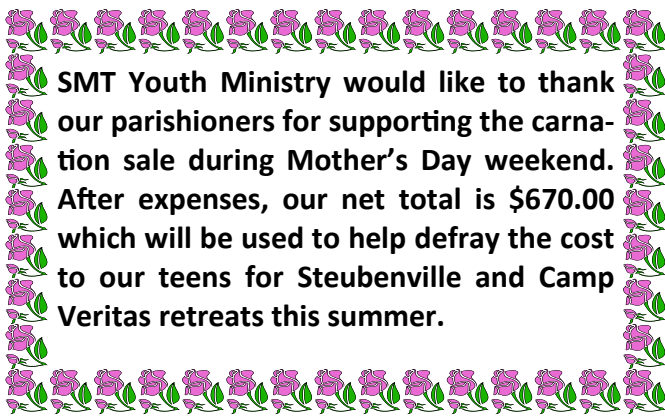 SMT Youth Ministry would like to thank
our parishioners for supporting the carna-
tion sale during Mother’s Day weekend.
After expenses, our net total is $670.00
which will be used to help defray the cost
to our teens for Steubenville and Camp
Veritas retreats this summer.